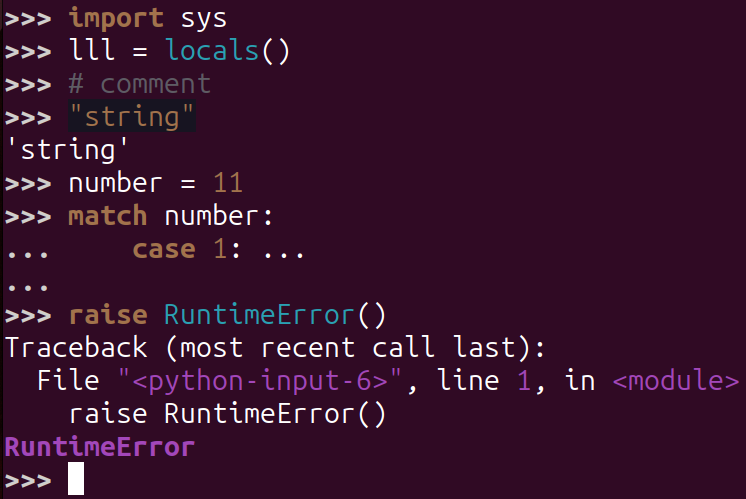 >>> import sys
>>> lll = locals()
>>> # comment
>>> "string"
'string'
>>> number = 11
>>> match number:
...     case 1: ...
...
>>> raise RuntimeError()
Traceback (most recent call last):
  File "<python-input-6>", line 1, in <module>
    raise RuntimeError()
RuntimeError
>>>